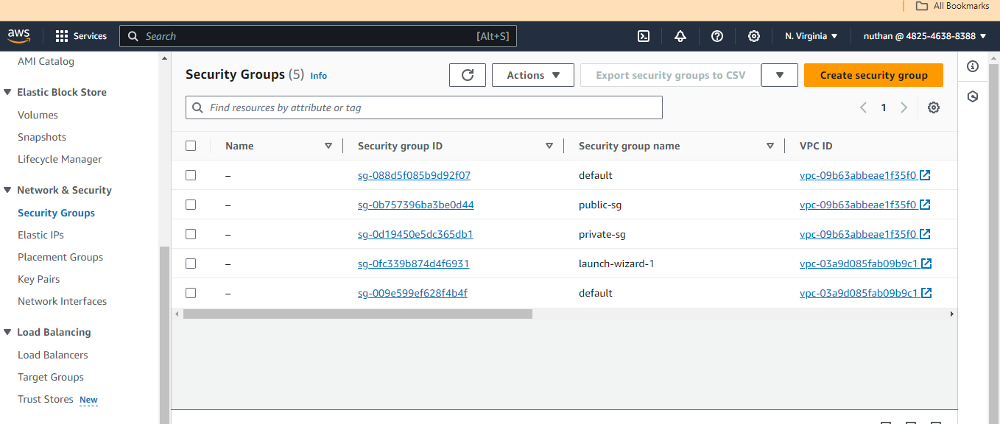 All Bookmarks
aws Services Search [Alt+S] N. Virginia nuthan @ 4825-4638-8388
AMI Catalog
Elastic Block Store
Volumes
Snapshots
Lifecycle Manager
Network & Security
Security Groups
Elastic IPs
Placement Groups
Key Pairs
Network Interfaces
Load Balancing
Load Balancers
Target Groups
Trust Stores New
Security Groups (5) Info Actions Export security groups to CSV Create security group
Find resources by attribute or tag 1
Name Security group ID Security group name VPC ID
– sg-088d5f085b9d92f07 default vpc-09b63abbeae1f35f0
– sg-0b757396ba3be0d44 public-sg vpc-09b63abbeae1f35f0
– sg-0d19450e5dc365db1 private-sg vpc-09b63abbeae1f35f0
– sg-0fc339b874d4f6931 launch-wizard-1 vpc-03a9d085fab09b9c1
– sg-009e599ef628f4b4f default vpc-03a9d085fab09b9c1